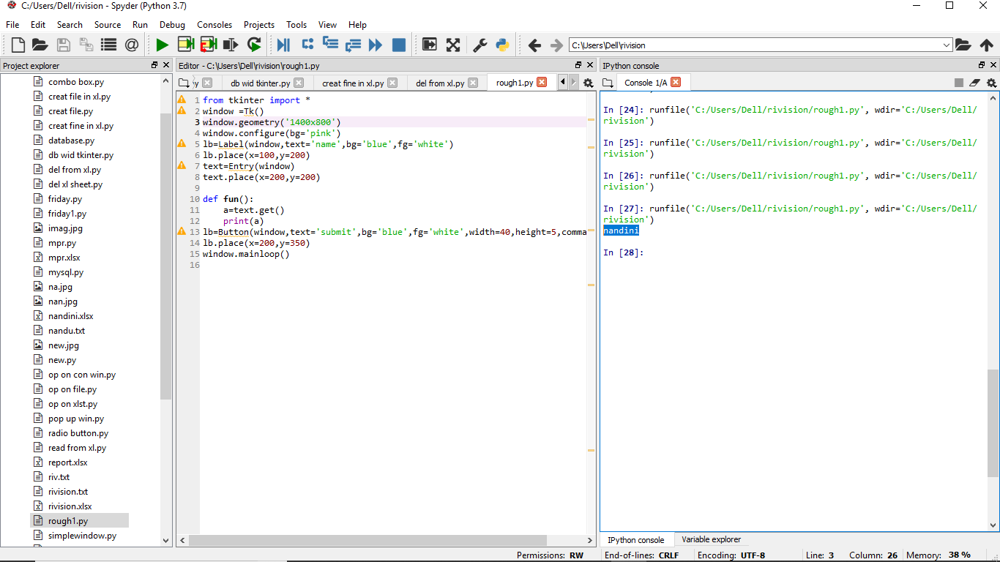 C:/Users/Dell/rivision - Spyder (Python 3.7)
File Edit Search Source Run Debug Consoles Projects Tools View Help
C:\Users\Dell\rivision
Project explorer
combo box.py
creat file in xl.py
creat file.py
creat fine in xl.py
database.py
db wid tkinter.py
del from xl.py
del xl sheet.py
friday.py
friday1.py
imag.jpg
mpr.py
mpr.xlsx
mysql.py
na.jpg
nan.jpg
nandini.xlsx
nandu.txt
new.jpg
new.py
op on con win.py
op on file.py
op on xlst.py
pop up win.py
radio button.py
read from xl.py
report.xlsx
riv.txt
rivision.txt
rivision.xlsx
rough1.py
simplewindow.py
Editor - C:\Users\Dell\rivision\rough1.py
y db wid tkinter.py creat fine in xl.py del from xl.py rough1.py
1 from tkinter import *
2 window =Tk()
3 window.geometry('1400x800')
4 window.configure(bg='pink')
5 lb=Label(window,text='name',bg='blue',fg='white')
6 lb.place(x=100,y=200)
7 text=Entry(window)
8 text.place(x=200,y=200)
9
10 def fun():
11     a=text.get()
12     print(a)
13 lb=Button(window,text='submit',bg='blue',fg='white',width=40,height=5,comma
14 lb.place(x=200,y=350)
15 window.mainloop()
16
IPython console
Console 1/A
In [24]: runfile('C:/Users/Dell/rivision/rough1.py', wdir='C:/Users/Dell/
rivision')
In [25]: runfile('C:/Users/Dell/rivision/rough1.py', wdir='C:/Users/Dell/
rivision')
In [26]: runfile('C:/Users/Dell/rivision/rough1.py', wdir='C:/Users/Dell/
rivision')
In [27]: runfile('C:/Users/Dell/rivision/rough1.py', wdir='C:/Users/Dell/
rivision')
nandini
In [28]:
IPython console Variable explorer
Permissions: RW End-of-lines: CRLF Encoding: UTF-8 Line: 3 Column: 26 Memory: 38 %